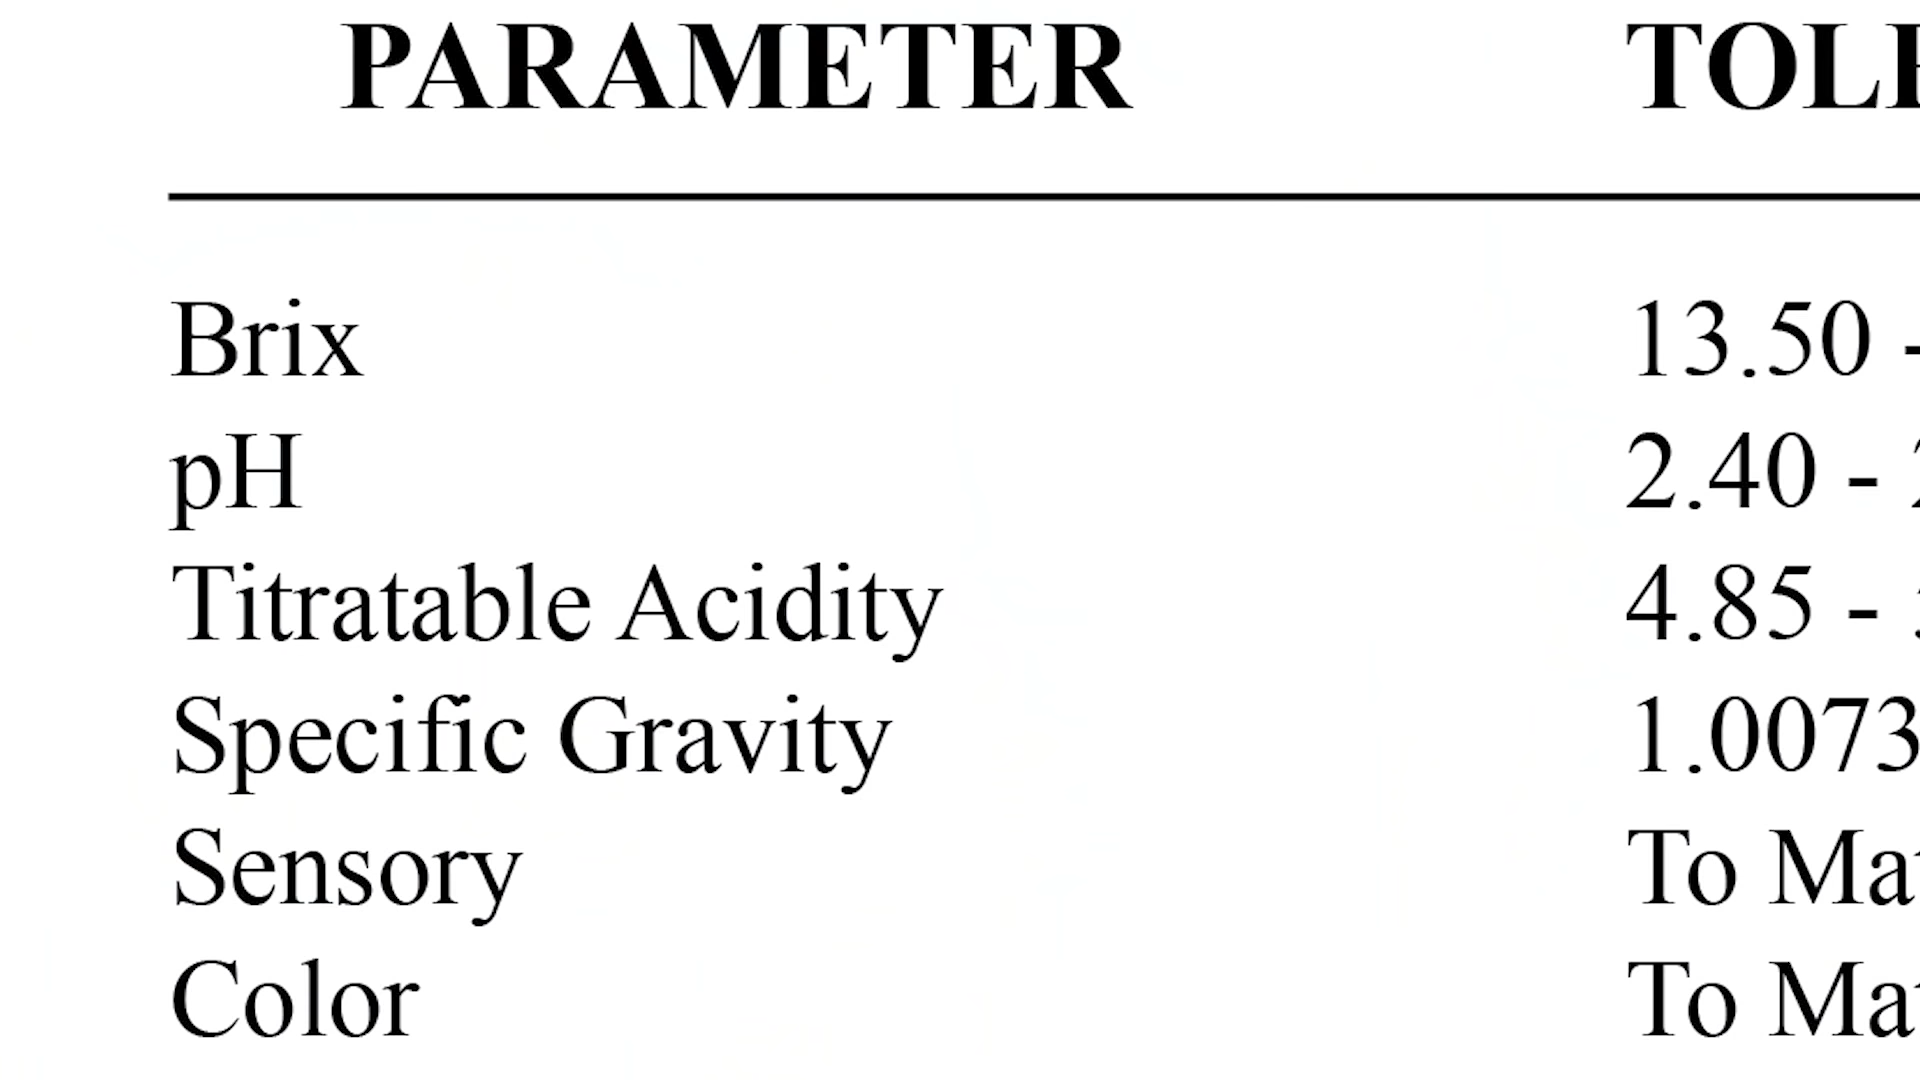 PARAMETER TOL
Brix 13.50 -
pH 2.40 -
Titratable Acidity 4.85 -
Specific Gravity 1.0073
Sensory To Ma
Color To Ma